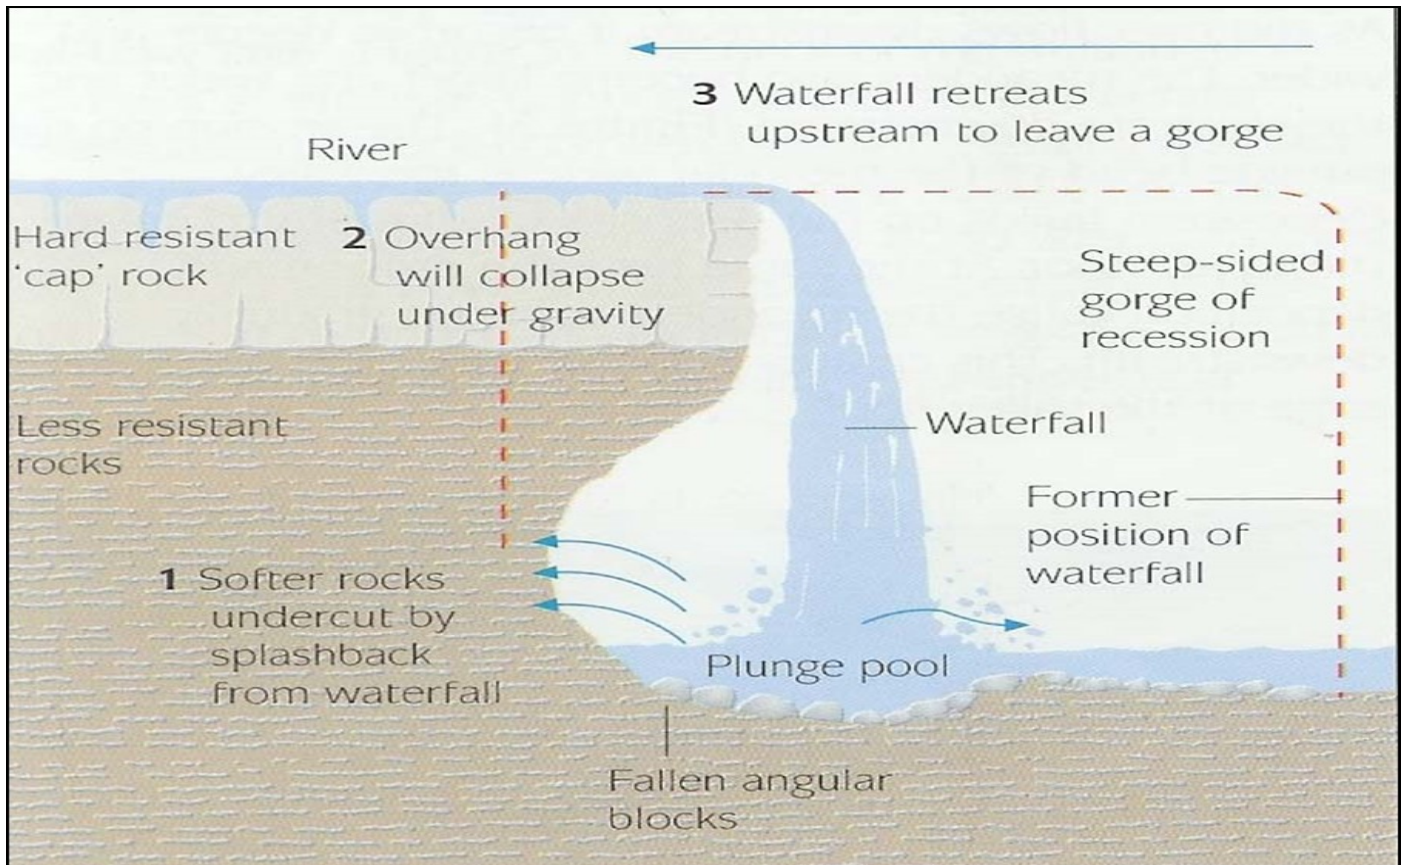 3 Waterfall retreats
upstream to leave a gorge
River
Hard resistant
‘cap’ rock
2 Overhang
will collapse
under gravity
Steep-sided
gorge of
recession
Less resistant
rocks
Waterfall
Former
position of
waterfall
1 Softer rocks
undercut by
splashback
from waterfall
Plunge pool
Fallen angular
blocks